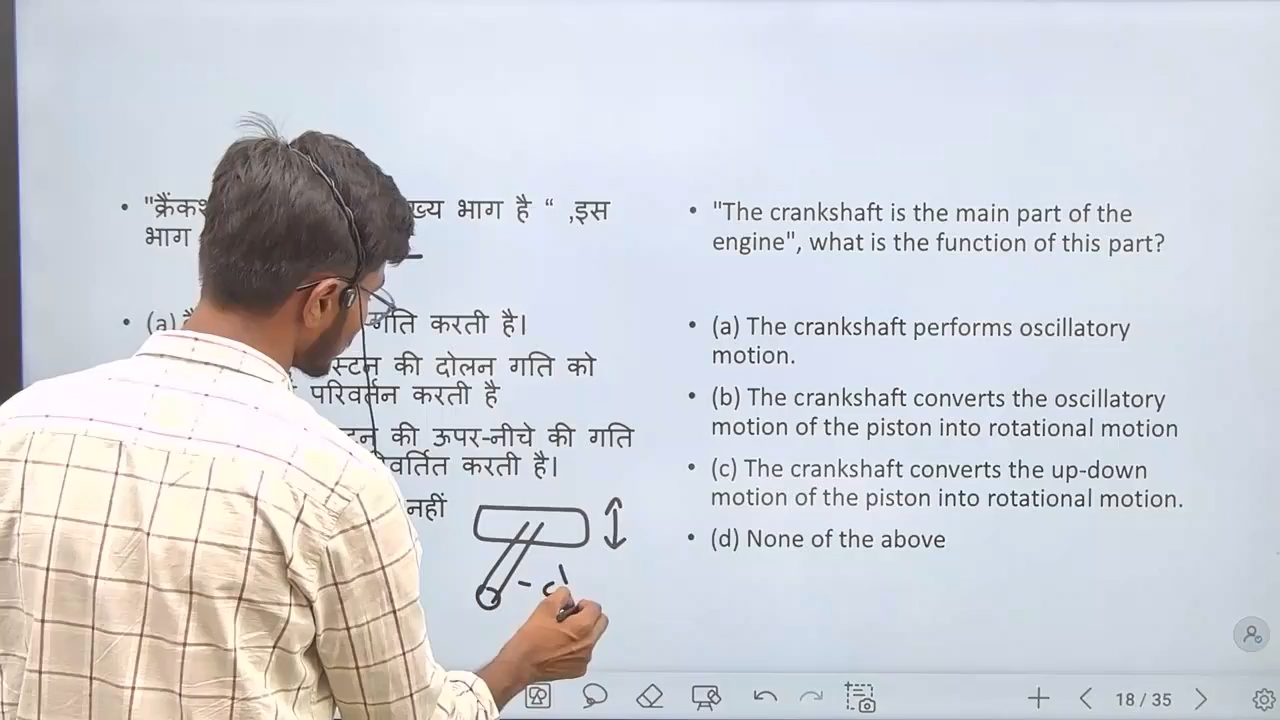 "क्रैंक
ख्य भाग है “ ,इस
भाग
(a)
गति करती है।
स्टन की दोलन गति को
परिवर्तन करती है
टन की ऊपर-नीचे की गति
वर्तित करती है।
नहीं
"The crankshaft is the main part of the
engine", what is the function of this part?
(a) The crankshaft performs oscillatory
motion.
(b) The crankshaft converts the oscillatory
motion of the piston into rotational motion
(c) The crankshaft converts the up-down
motion of the piston into rotational motion.
(d) None of the above
18 / 35